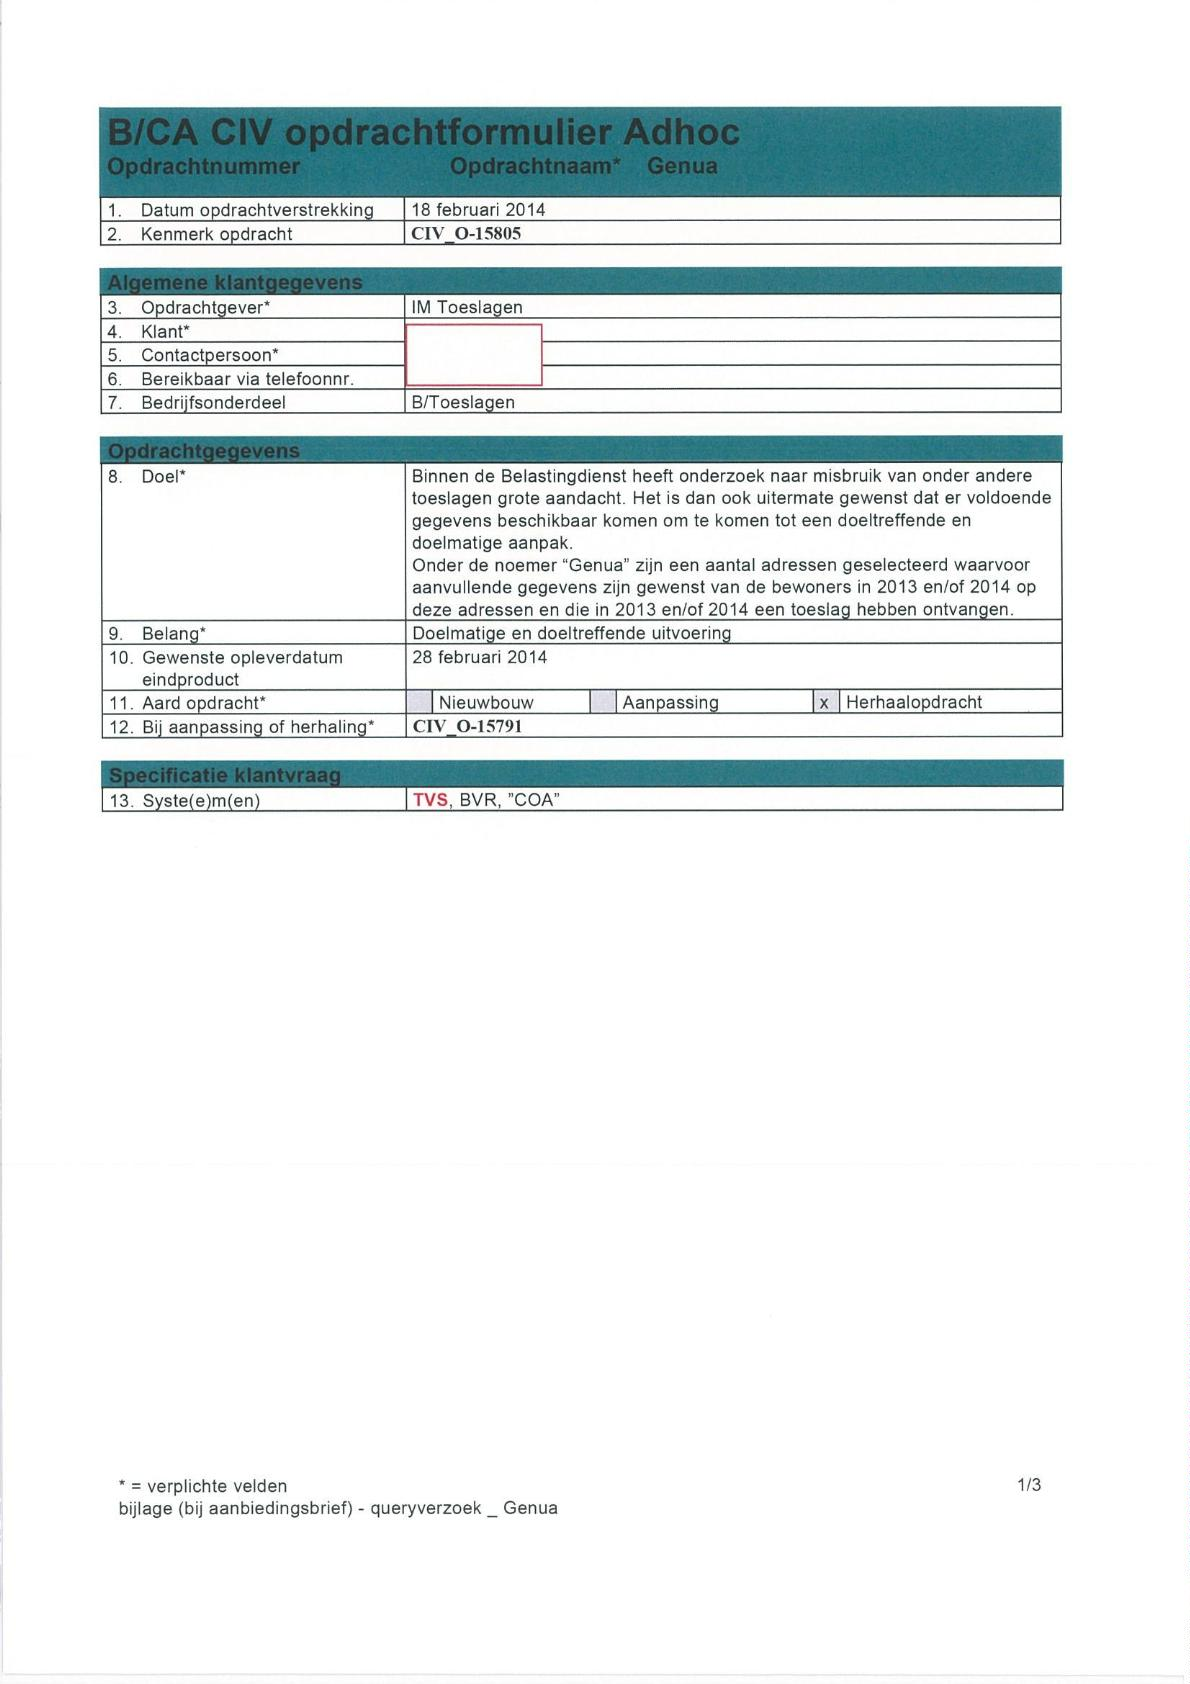 B/CA CIV opdrachtformulier Adhoc
Opdrachtnummer Opdrachtnaam* Genua
1. Datum opdrachtverstrekking 18 februari 2014
2. Kenmerk opdracht CIV_O-15805
Algemene klantgegevens
3. Opdrachtgever* IM Toeslagen
4. Klant*
5. Contactpersoon*
6. Bereikbaar via telefoonnr.
7. Bedrijfsonderdeel B/Toeslagen
Opdrachtgegevens
8. Doel* Binnen de Belastingdienst heeft onderzoek naar misbruik van onder andere
toeslagen grote aandacht. Het is dan ook uitermate gewenst dat er voldoende
gegevens beschikbaar komen om te komen tot een doeltreffende en
doelmatige aanpak.
Onder de noemer “Genua” zijn een aantal adressen geselecteerd waarvoor
aanvullende gegevens zijn gewenst van de bewoners in 2013 en/of 2014 op
deze adressen en die in 2013 en/of 2014 een toeslag hebben ontvangen.
9. Belang* Doelmatige en doeltreffende uitvoering
10. Gewenste opleverdatum 28 februari 2014
eindproduct
11. Aard opdracht* Nieuwbouw Aanpassing x Herhaalopdracht
12. Bij aanpassing of herhaling* CIV_O-15791
Specificatie klantvraag
13. Syste(e)m(en) TVS, BVR, ”COA”
* = verplichte velden 1/3
bijlage (bij aanbiedingsbrief) - queryverzoek _ Genua